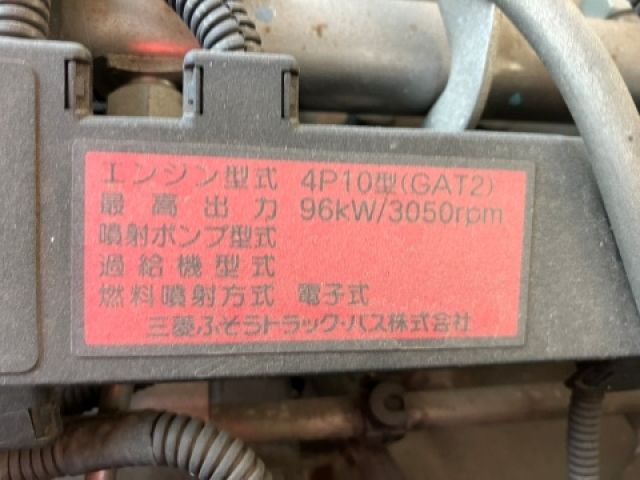 エンジン型式 4P10型(GAT2)
最高出力 96kW/3050rpm
噴射ポンプ型式
過給機型式
燃料噴射方式 電子式
三菱ふそうトラック・バス株式会社